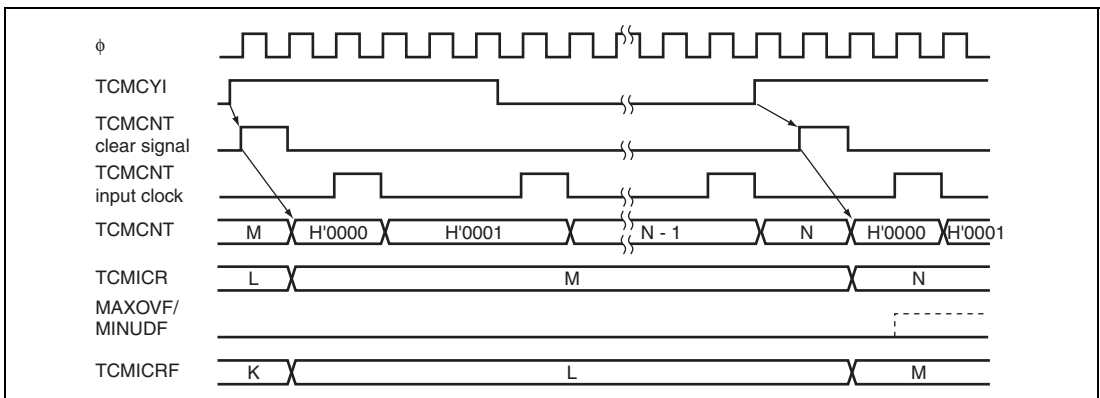 φ
TCMCYI
TCMCNT
clear signal
TCMCNT
input clock
TCMCNT M H'0000 H'0001 N - 1 N H'0000 H'0001
TCMICR L M N
MAXOVF/
MINUDF
TCMICRF K L M